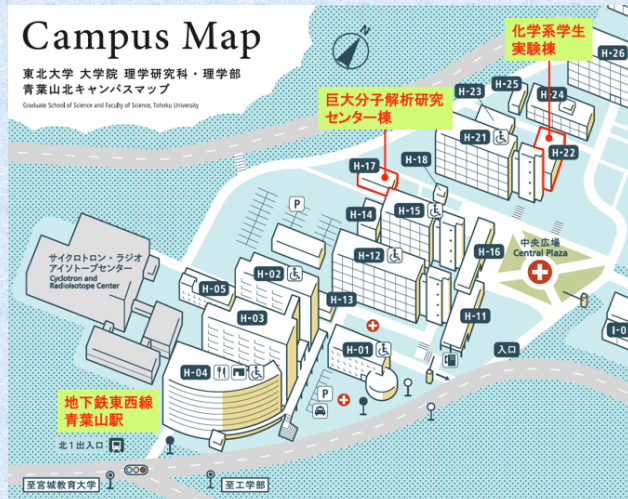 Campus Map
東北大学 大学院 理学研究科・理学部
青葉山北キャンパスマップ
Graduate School of Science and Faculty of Science, Tohoku University
N
化学系学生
実験棟
H-26
巨大分子解析研究
センター棟
H-25
H-24
H-23
H-21
H-22
H-17
H-18
P
H-15
H-14
H-12
H-16
中央広場
Central Plaza
サイクロトロン・ラジオ
アイソトープセンター
Cyclotron and
Radioisotope Center
H-02
H-05
H-13
H-03
H-11
H-01
入口
I-0
H-04
P
地下鉄東西線
青葉山駅
北1出入口
至宮城教育大学
至工学部